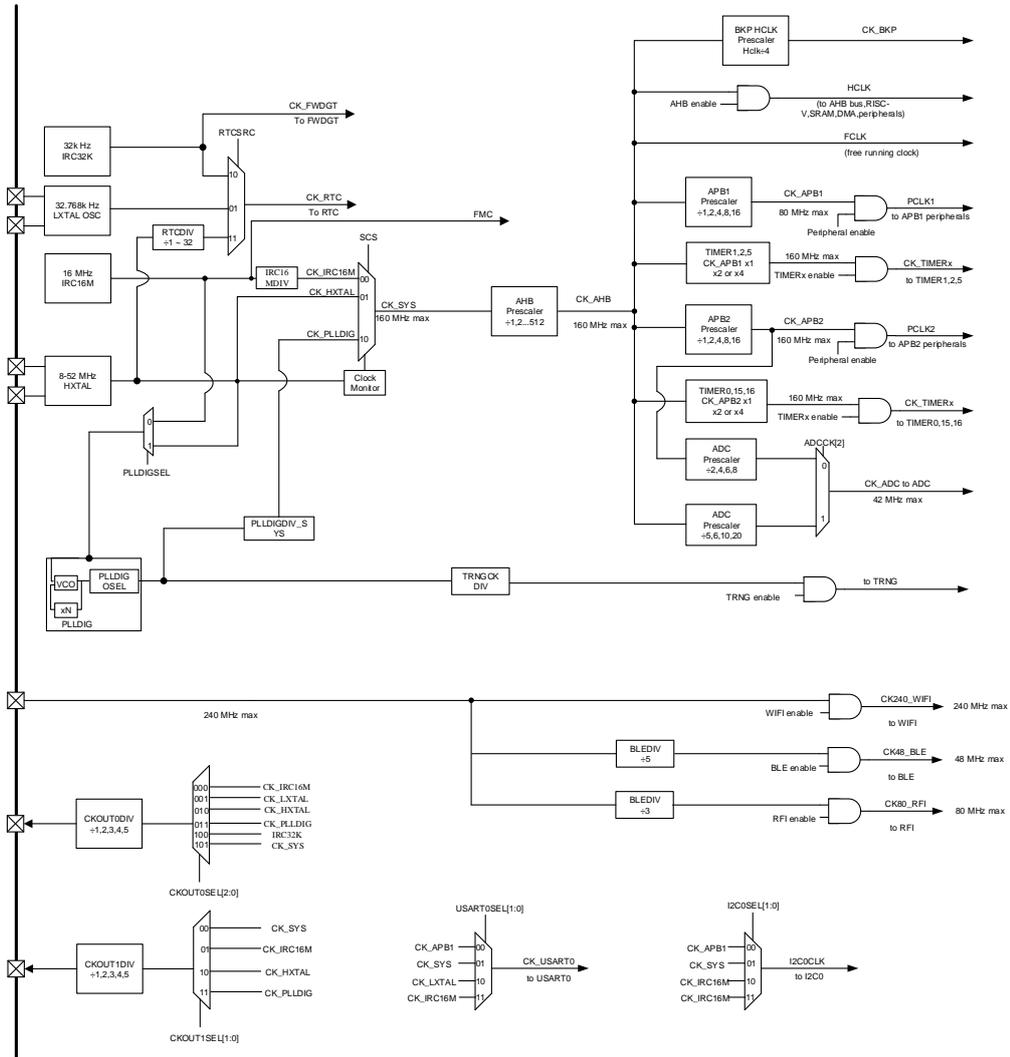 BKP HCLK
Prescaler
Hclk÷4
CK_BKP
AHB enable
HCLK
(to AHB bus,RISC-
V,SRAM,DMA,peripherals)
FCLK
(free running clock)
CK_FWDGT
To FWDGT
32k Hz
IRC32K
RTCSRC
10
01
11
32.768k Hz
LXTAL OSC
CK_RTC
To RTC
RTCDIV
÷1 ~ 32
FMC
16 MHz
IRC16M
IRC16
MDIV
CK_IRC16M
CK_HXTAL
CK_PLLDIG
SCS
00
01
10
CK_SYS
160 MHz max
Clock
Monitor
8-52 MHz
HXTAL
0
1
PLLDIGSEL
AHB
Prescaler
÷1,2...512
CK_AHB
160 MHz max
APB1
Prescaler
÷1,2,4,8,16
CK_APB1
80 MHz max
Peripheral enable
PCLK1
to APB1 peripherals
TIMER1,2,5
CK_APB1 x1
x2 or x4
160 MHz max
TIMERx enable
CK_TIMERx
to TIMER1,2,5
APB2
Prescaler
÷1,2,4,8,16
CK_APB2
160 MHz max
Peripheral enable
PCLK2
to APB2 peripherals
TIMER0,15,16
CK_APB2 x1
x2 or x4
160 MHz max
TIMERx enable
CK_TIMERx
to TIMER0,15,16
ADC
Prescaler
÷2,4,6,8
ADCCK[2]
0
1
CK_ADC to ADC
42 MHz max
ADC
Prescaler
÷5,6,10,20
PLLDIGDIV_S
YS
VCO
xN
PLLDIG
OSEL
PLLDIG
TRNGCK
DIV
TRNG enable
to TRNG
240 MHz max
WIFI enable
CK240_WIFI
to WIFI
240 MHz max
BLEDIV
÷5
BLE enable
CK48_BLE
to BLE
48 MHz max
BLEDIV
÷3
RFI enable
CK80_RFI
to RFI
80 MHz max
CKOUT0DIV
÷1,2,3,4,5
000
001
010
011
100
101
CK_IRC16M
CK_LXTAL
CK_HXTAL
CK_PLLDIG
IRC32K
CK_SYS
CKOUT0SEL[2:0]
CKOUT1DIV
÷1,2,3,4,5
00
01
10
11
CK_SYS
CK_IRC16M
CK_HXTAL
CK_PLLDIG
CKOUT1SEL[1:0]
USART0SEL[1:0]
CK_APB1
CK_SYS
CK_LXTAL
CK_IRC16M
00
01
10
11
CK_USART0
to USART0
I2C0SEL[1:0]
CK_APB1
CK_SYS
CK_IRC16M
CK_IRC16M
00
01
10
11
I2C0CLK
to I2C0